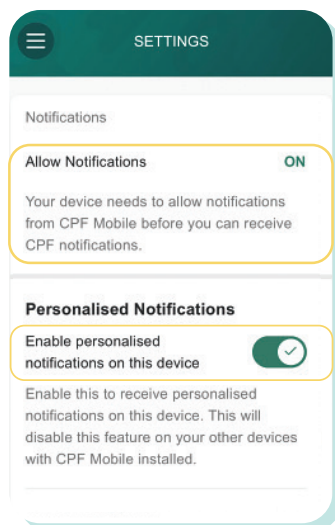 SETTINGS
Notifications
Allow Notifications ON
Your device needs to allow notifications
from CPF Mobile before you can receive
CPF notifications.
Personalised Notifications
Enable personalised
notifications on this device
Enable this to receive personalised
notifications on this device. This will
disable this feature on your other devices
with CPF Mobile installed.